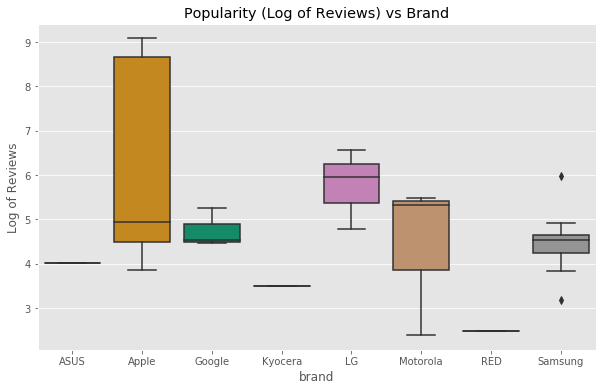 Popularity (Log of Reviews) vs Brand
Log of Reviews
9
8
7
6
5
4
3
ASUS Apple Google Kyocera LG Motorola RED Samsung
brand